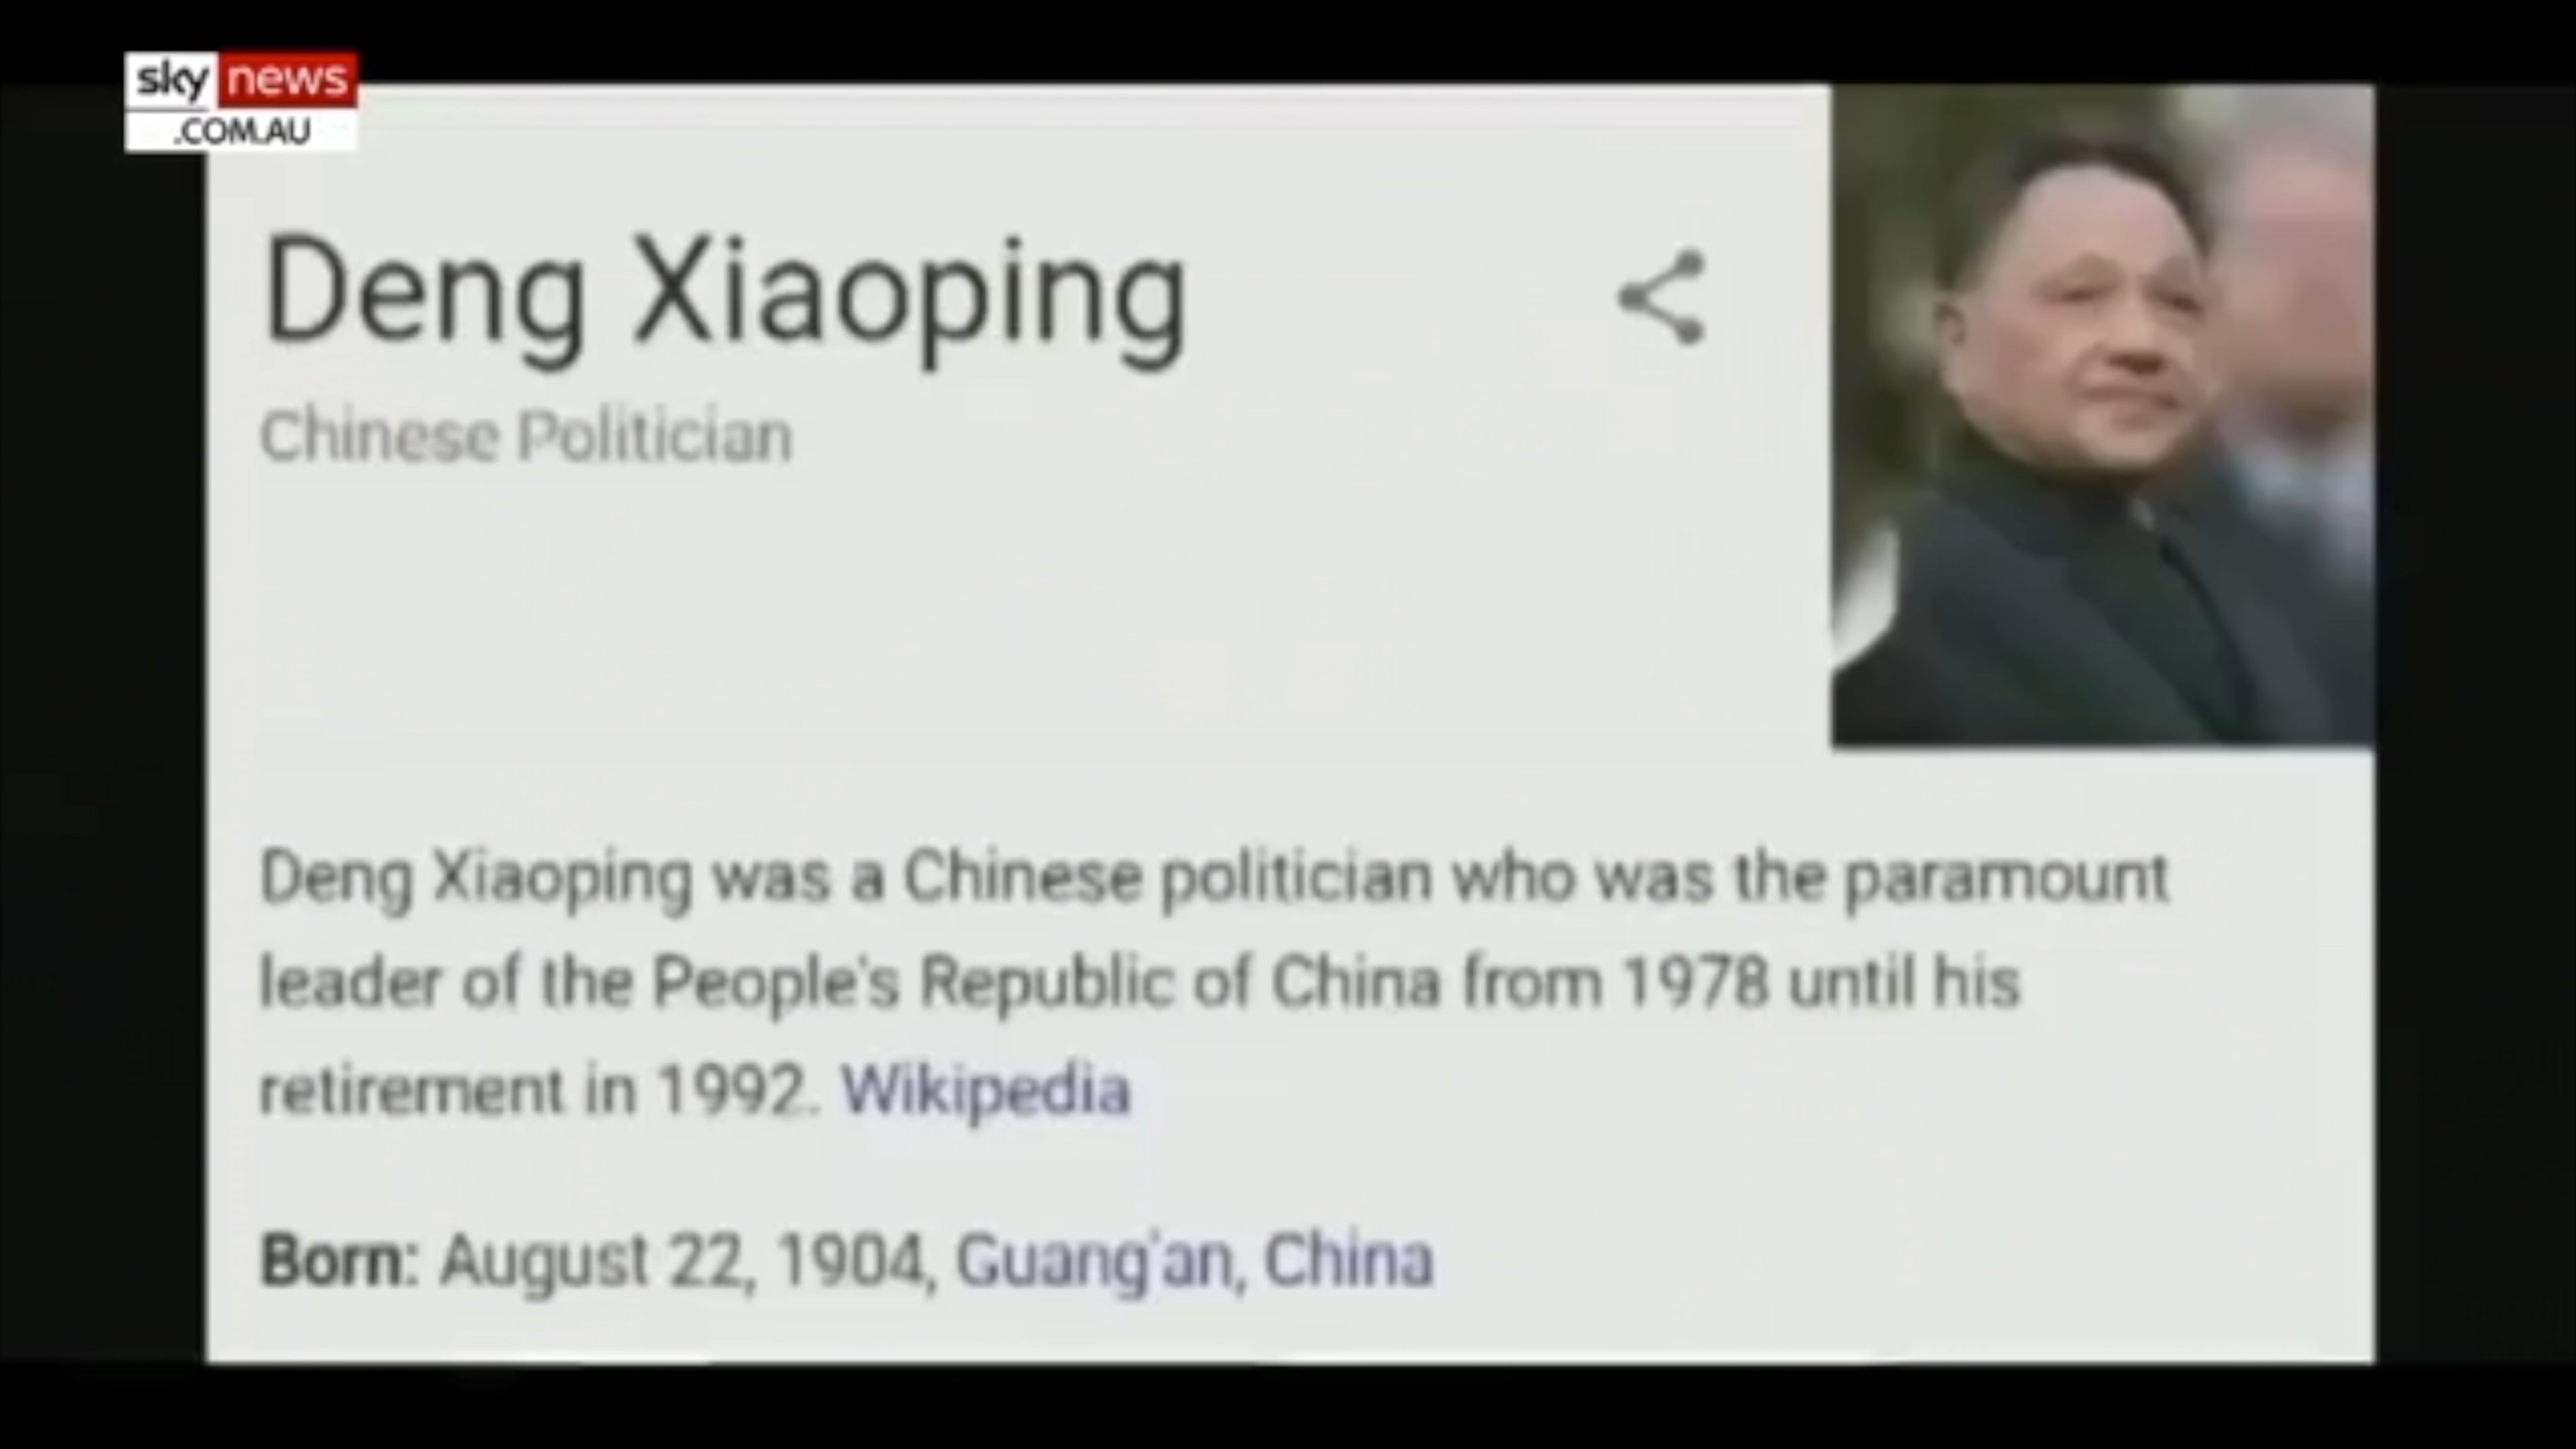 sky news
.COM.AU
Deng Xiaoping
Chinese Politician
Deng Xiaoping was a Chinese politician who was the paramount
leader of the People's Republic of China from 1978 until his
retirement in 1992. Wikipedia
Born: August 22, 1904, Guang'an, China